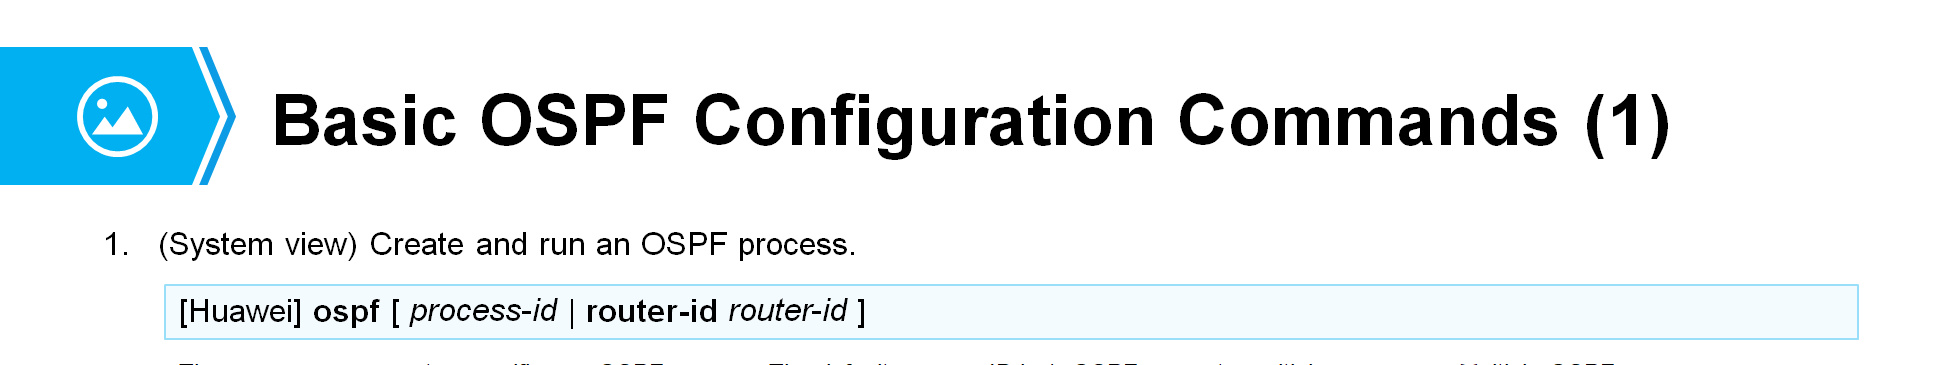 Basic OSPF Configuration Commands (1)
1. (System view) Create and run an OSPF process.
[Huawei] ospf [ process-id | router-id router-id ]